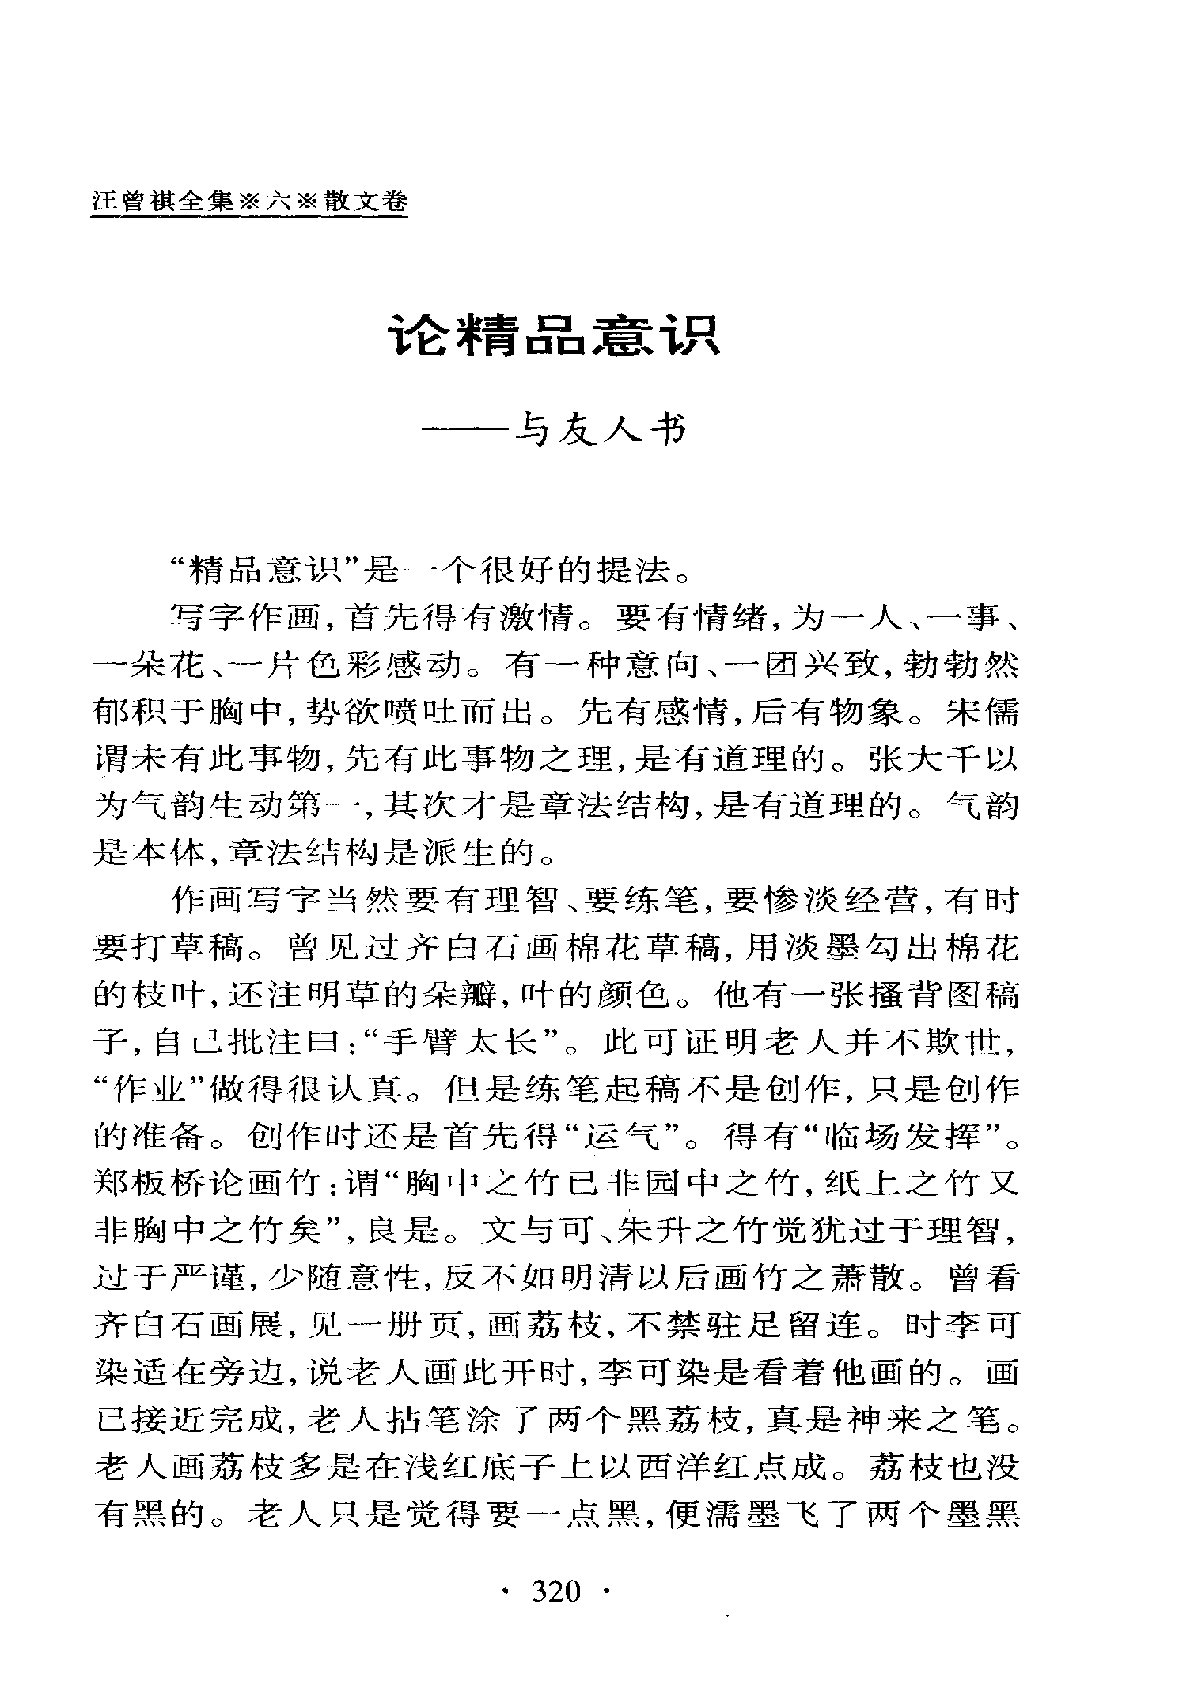 汪曾祺全集※六※散文卷
论精品意识
——与友人书
“精品意识”是一个很好的提法。
写字作画,首先得有激情。要有情绪,为一人、一事、
一朵花、一片色彩感动。有一种意向、一团兴致,勃勃然
郁积于胸中,势欲喷吐而出。先有感情,后有物象。宋儒
谓未有此事物,先有此事物之理,是有道理的。张大千以
为气韵生动第一,其次才是章法结构,是有道理的。气韵
是本体,章法结构是派生的。
作画写字当然要有理智、要练笔,要惨淡经营,有时
要打草稿。曾见过齐白石画棉花草稿,用淡墨勾出棉花
的枝叶,还注明草的朵瓣,叶的颜色。他有一张搔背图稿
子,自己批注曰:“手臂太长”。此可证明老人并不欺世,
“作业”做得很认真。但是练笔起稿不是创作,只是创作
的准备。创作时还是首先得“运气”。得有“临场发挥”。
郑板桥论画竹:谓“胸中之竹已非园中之竹,纸上之竹又
非胸中之竹矣”,良是。文与可、朱升之竹觉犹过于理智,
过于严谨,少随意性,反不如明清以后画竹之萧散。曾看
齐白石画展,见一册页,画荔枝,不禁驻足留连。时李可
染适在旁边,说老人画此开时,李可染是看着他画的。画
已接近完成,老人拈笔涂了两个黑荔枝,真是神来之笔。
老人画荔枝多是在浅红底子上以西洋红点成。荔枝也没
有黑的。老人只是觉得要一点黑,便濡墨飞了两个墨黑
· 320 ·